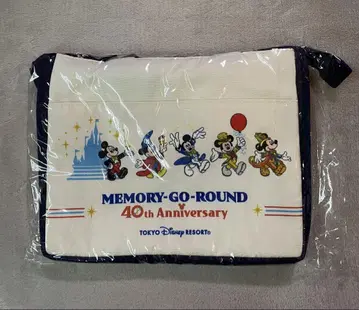 MEMORY-GO-ROUND
40th Anniversary
TOKYO Disney RESORT®